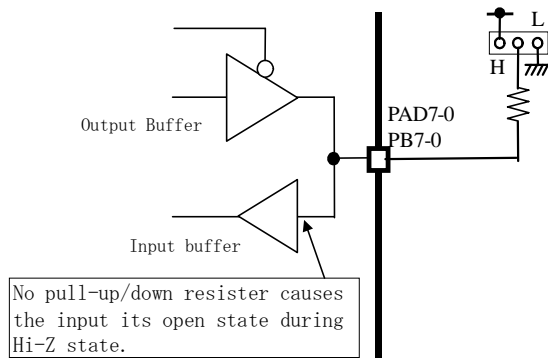 L
H
PAD7-0
PB7-0
Output Buffer
Input buffer
No pull-up/down resister causes
the input its open state during
Hi-Z state.